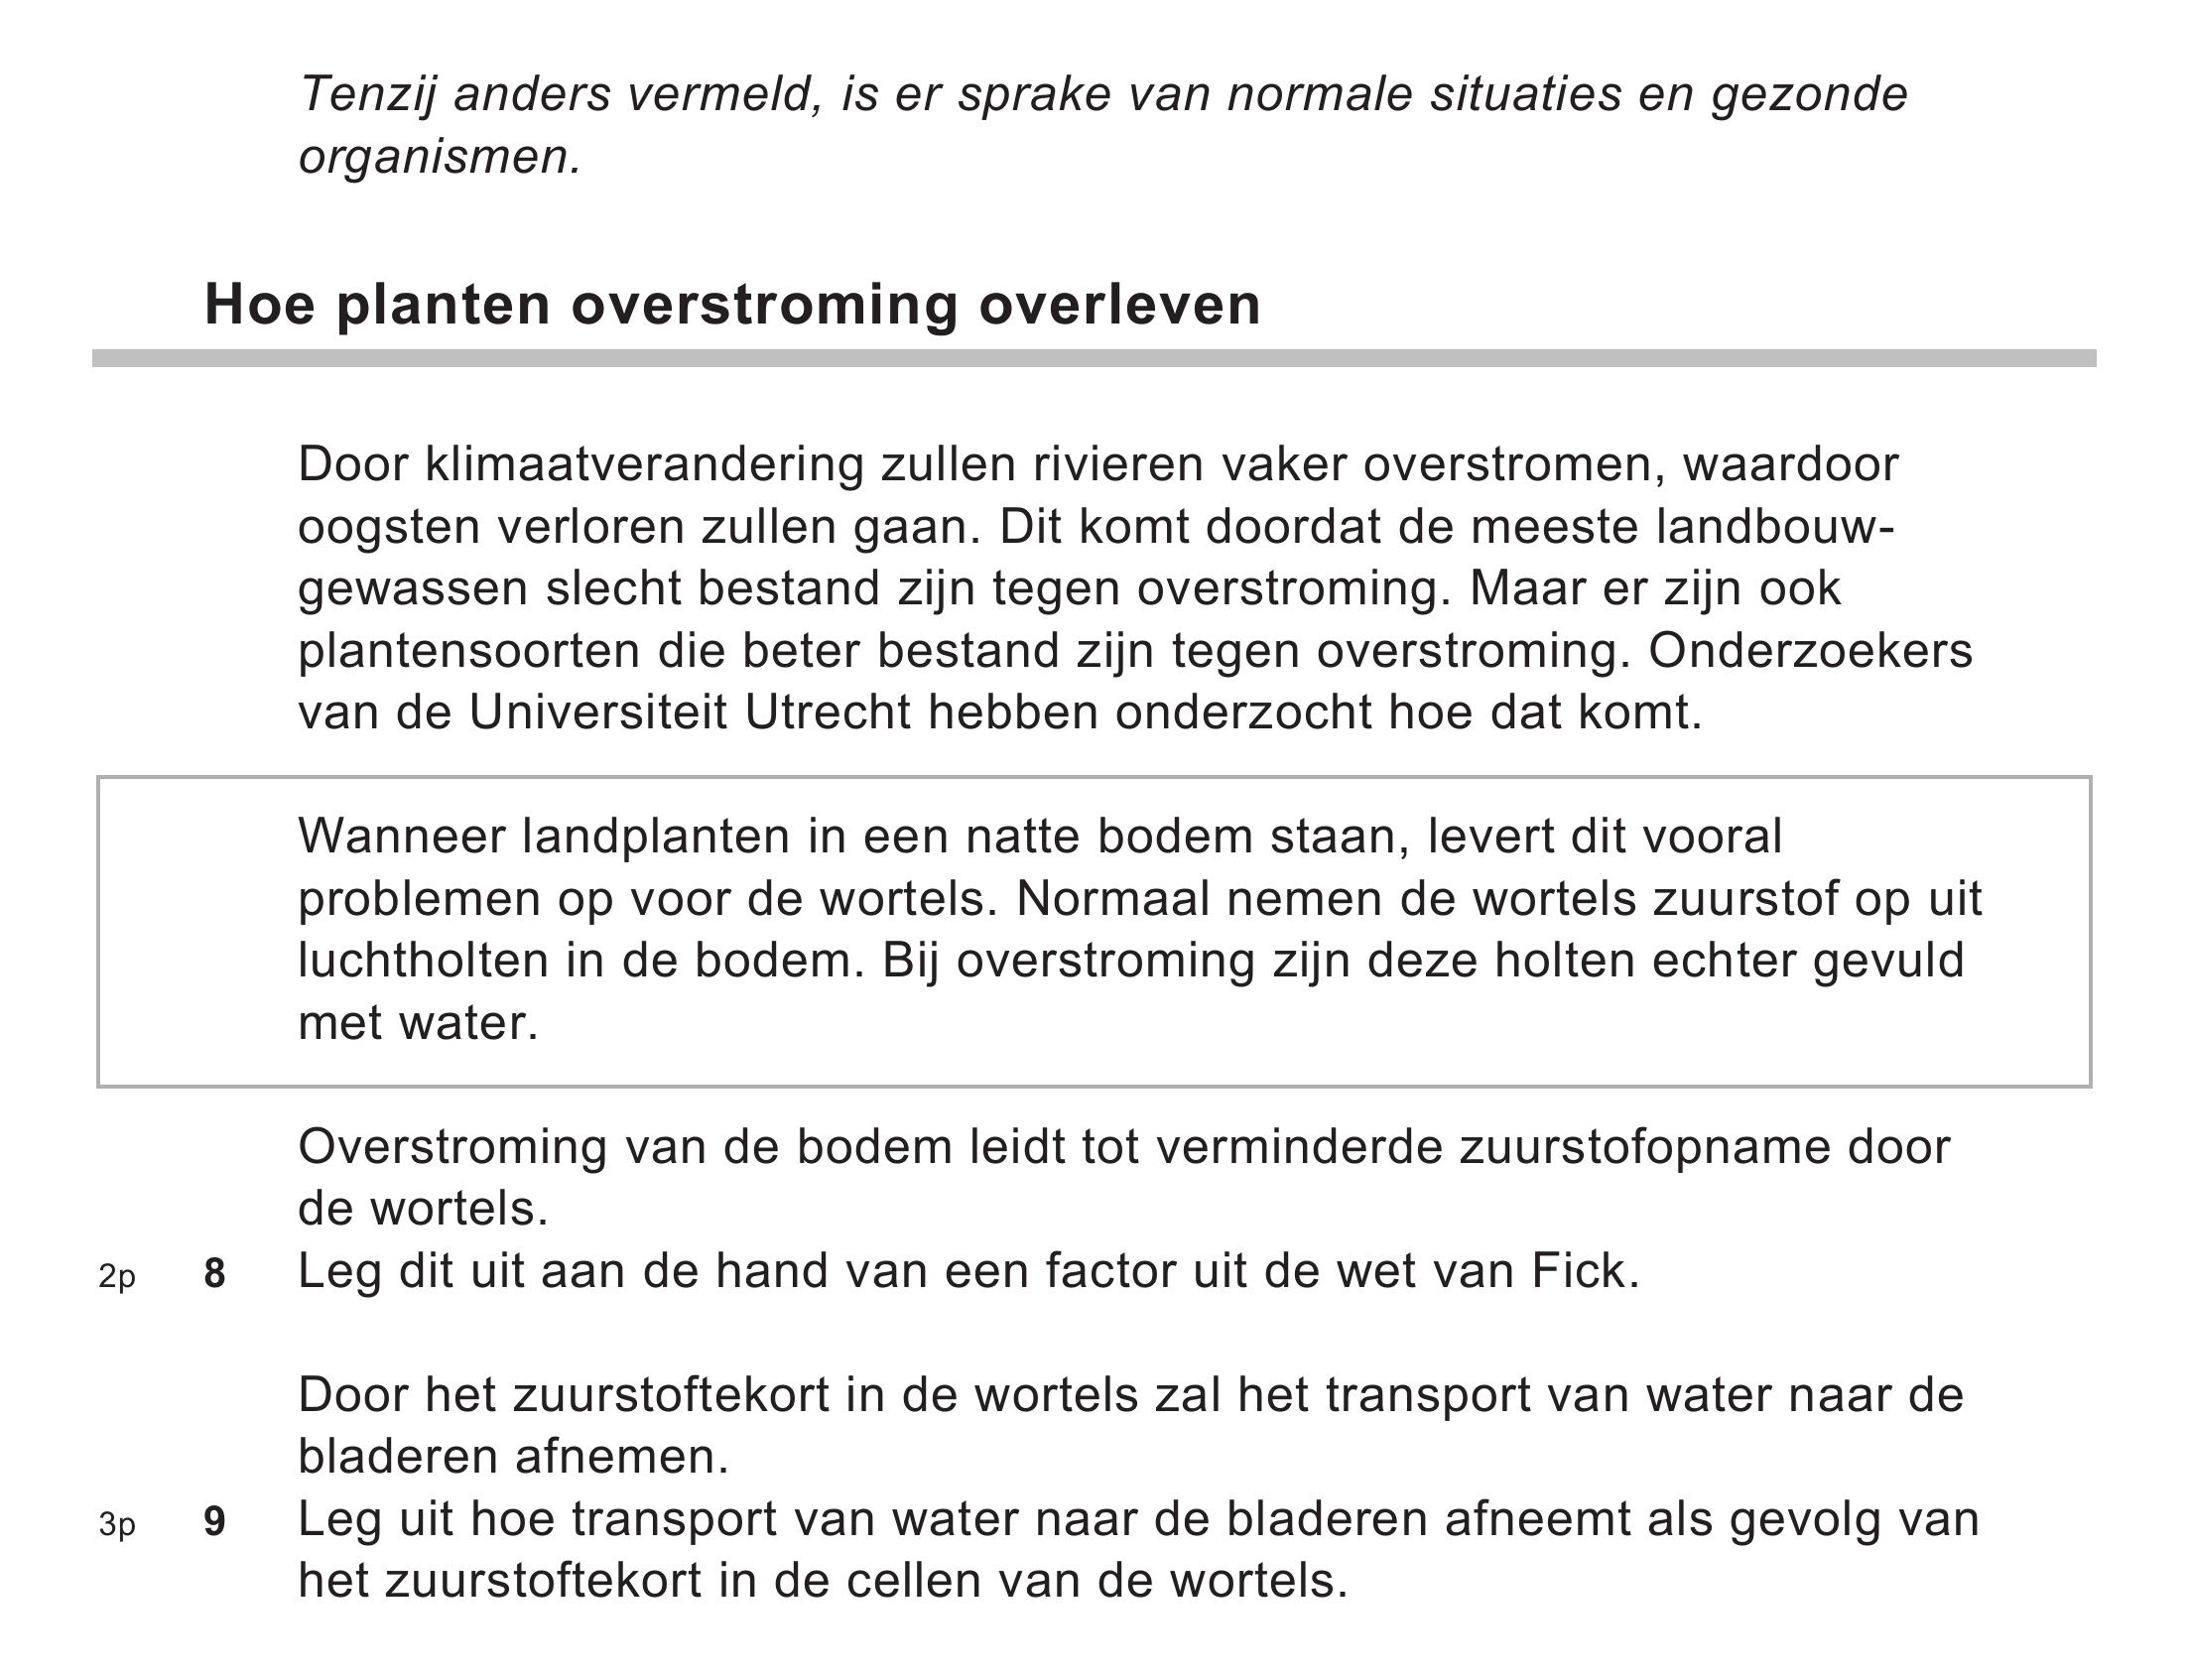 Tenzij anders vermeld, is er sprake van normale situaties en gezonde
organismen.
Hoe planten overstroming overleven
Door klimaatverandering zullen rivieren vaker overstromen, waardoor
oogsten verloren zullen gaan. Dit komt doordat de meeste landbouw-
gewassen slecht bestand zijn tegen overstroming. Maar er zijn ook
plantensoorten die beter bestand zijn tegen overstroming. Onderzoekers
van de Universiteit Utrecht hebben onderzocht hoe dat komt.
Wanneer landplanten in een natte bodem staan, levert dit vooral
problemen op voor de wortels. Normaal nemen de wortels zuurstof op uit
luchtholten in de bodem. Bij overstroming zijn deze holten echter gevuld
met water.
Overstroming van de bodem leidt tot verminderde zuurstofopname door
de wortels.
2p 8 Leg dit uit aan de hand van een factor uit de wet van Fick.
Door het zuurstoftekort in de wortels zal het transport van water naar de
bladeren afnemen.
3p 9 Leg uit hoe transport van water naar de bladeren afneemt als gevolg van
het zuurstoftekort in de cellen van de wortels.